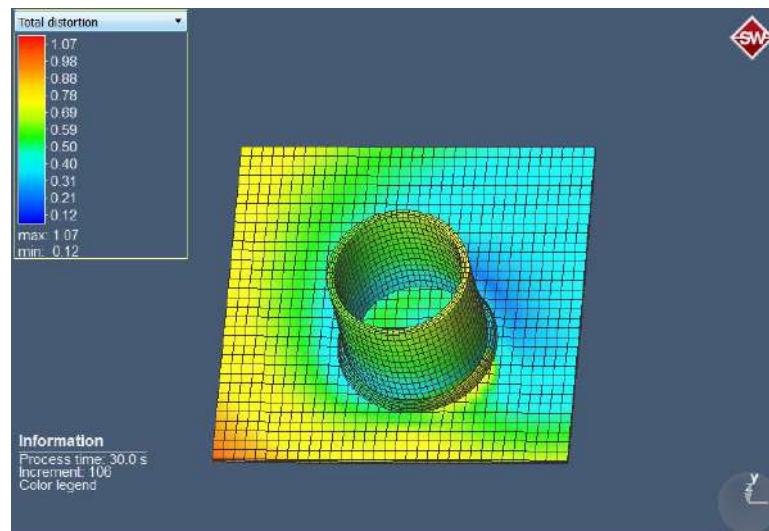 Total distortion
1.07
0.98
0.88
0.78
0.69
0.59
0.50
0.40
0.31
0.21
0.12
max: 1.07
min: 0.12
SW
Information
Process time: 30.0 s
Increment: 106
Color legend
y
z